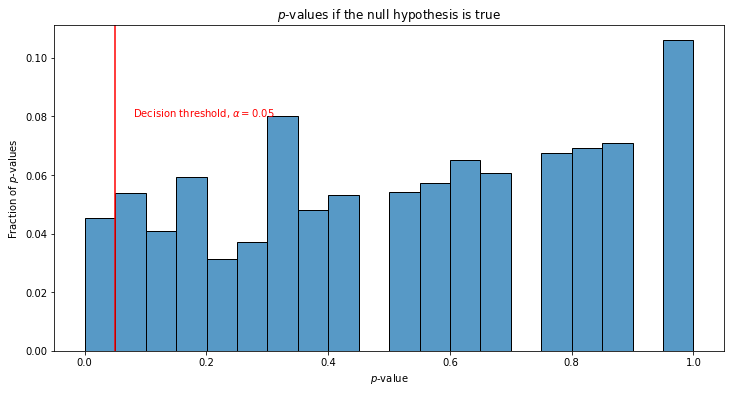 p-values if the null hypothesis is true
Decision threshold, α = 0.05
Fraction of p-values
0.10
0.08
0.06
0.04
0.02
0.00
0.0 0.2 0.4 0.6 0.8 1.0
p-value